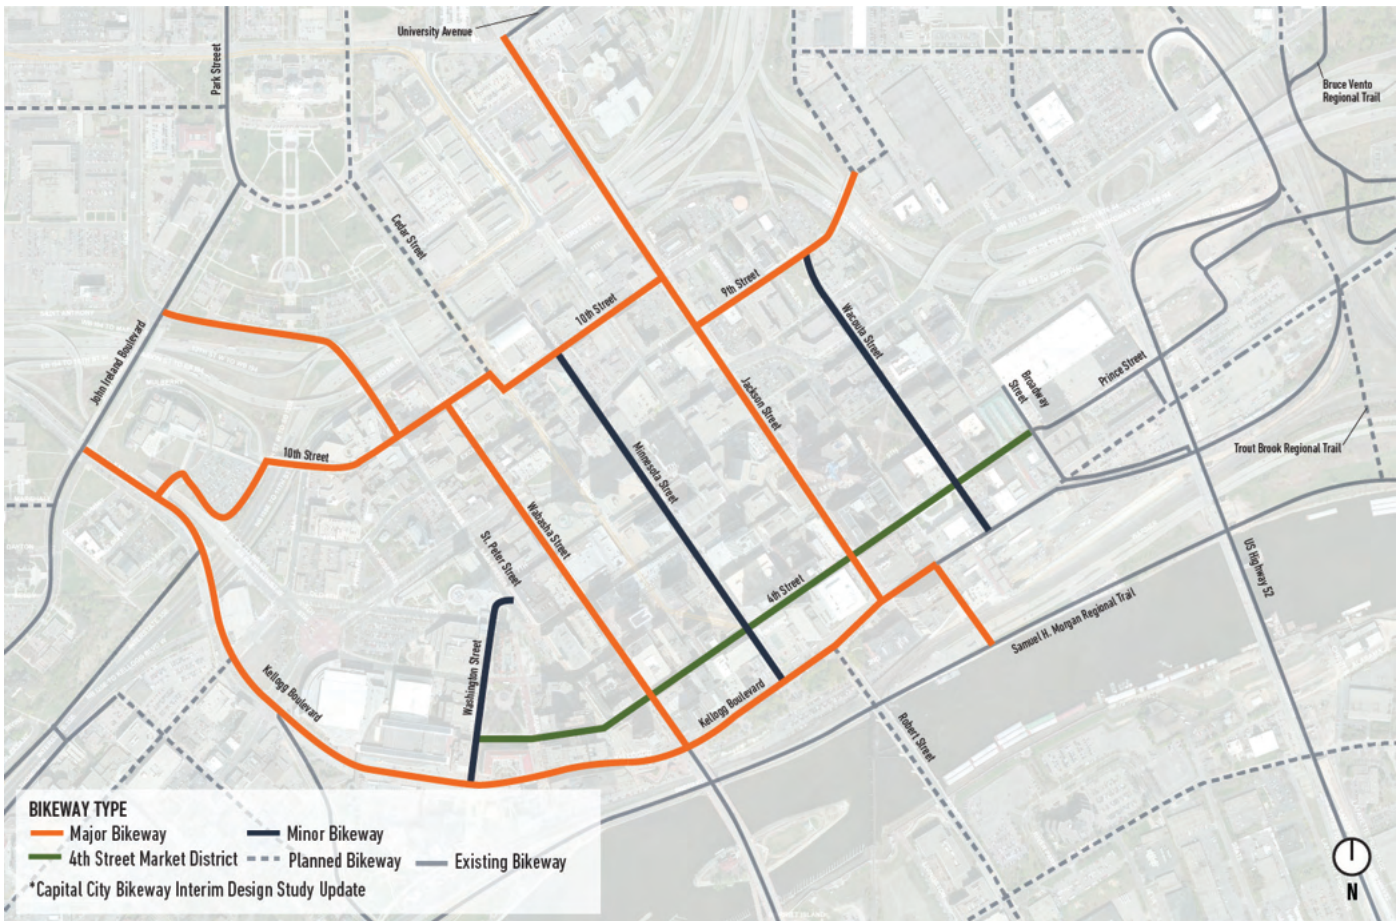 University Avenue
Park Streeet
Bruce Vento
Regional Trail
Cedar Street
9th Street
10th Street
Wacouta Street
John Ireland Boulevard
Broadway
Street
Prince Street
Jackson Street
10th Street
Minnesota Street
Trout Brook Regional Trail
Wabasha Street
St. Peter Street
4th Street
US Highway 52
Samuel H. Morgan Regional Trail
Washington Street
Kellogg Boulevard
Kellogg Boulevard
Robert Street
BIKEWAY TYPE
Major Bikeway
Minor Bikeway
4th Street Market District
Planned Bikeway
Existing Bikeway
*Capital City Bikeway Interim Design Study Update
N